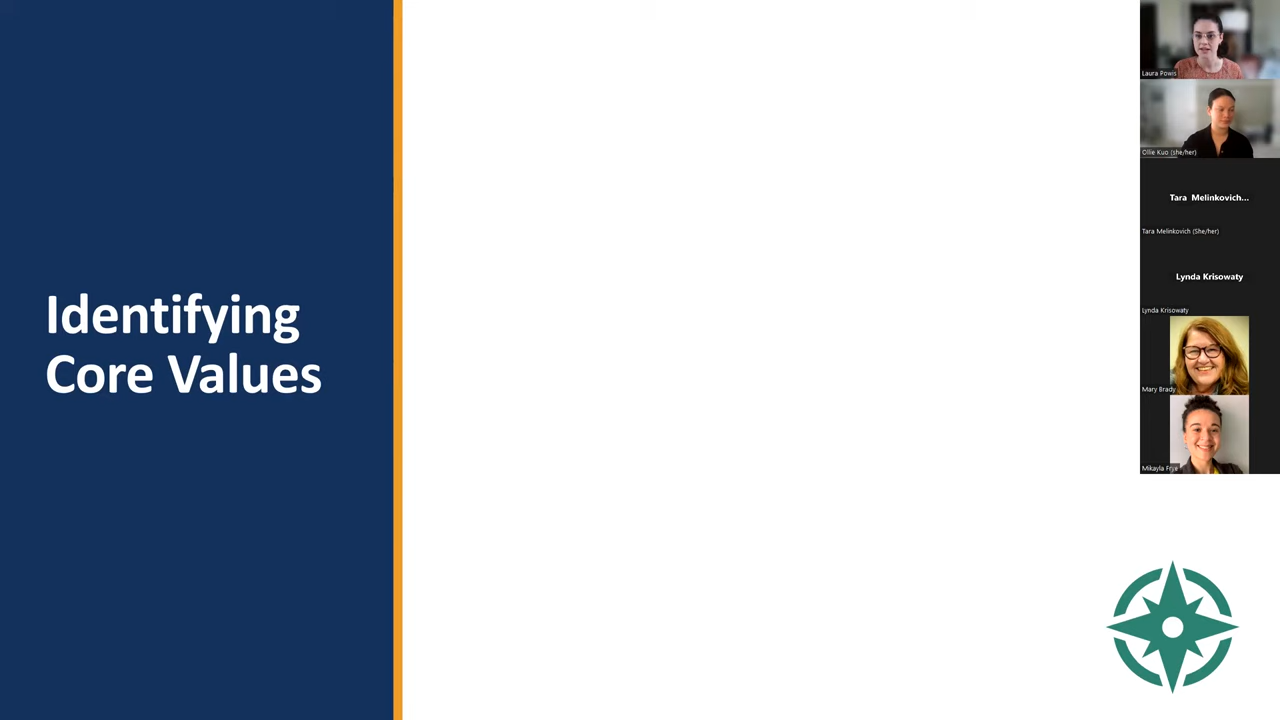 Identifying
Core Values
Laura Powis
Ollie Kuo (she/her)
Tara Melinkovich...
Tara Melinkovich (She/her)
Lynda Krisowaty
Lynda Krisowaty
Mary Brady
Mikayla Frye